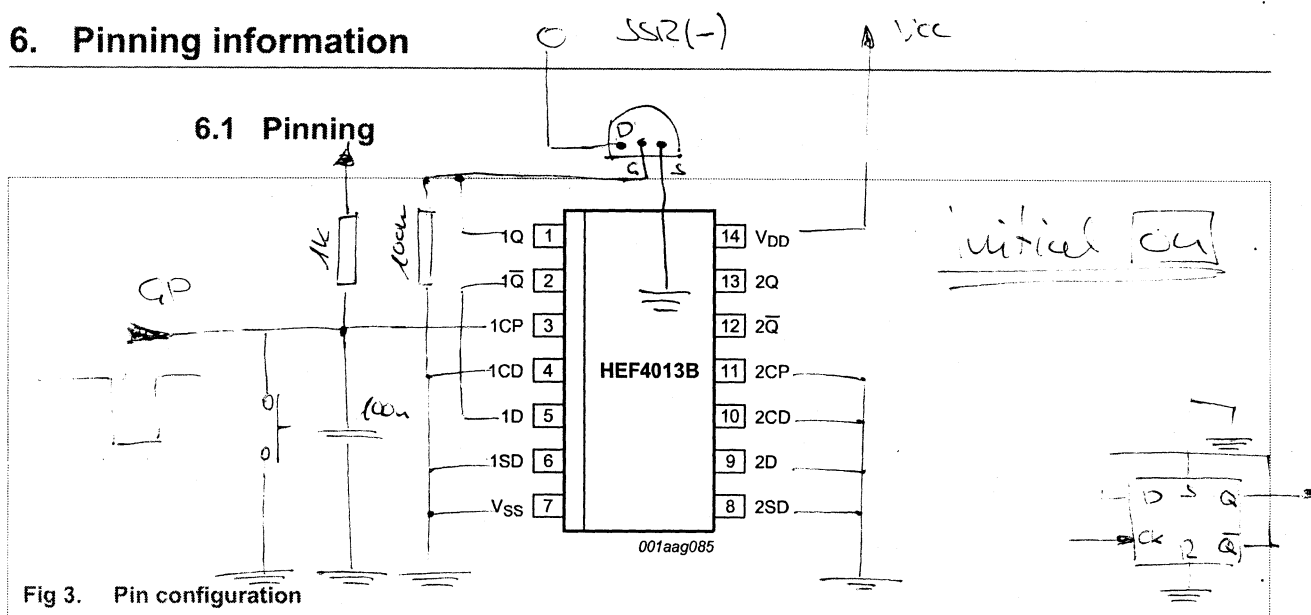 6. Pinning information
SSR(-)
Vcc
6.1 Pinning
D
G S
1k
100n
initial ON
GP
100n
1Q 1
1Q̅ 2
1CP 3
1CD 4
1D 5
1SD 6
VSS 7
HEF4013B
14 VDD
13 2Q
12 2Q̅
11 2CP
10 2CD
9 2D
8 2SD
001aag085
D S Q
CK R Q̅
Fig 3. Pin configuration